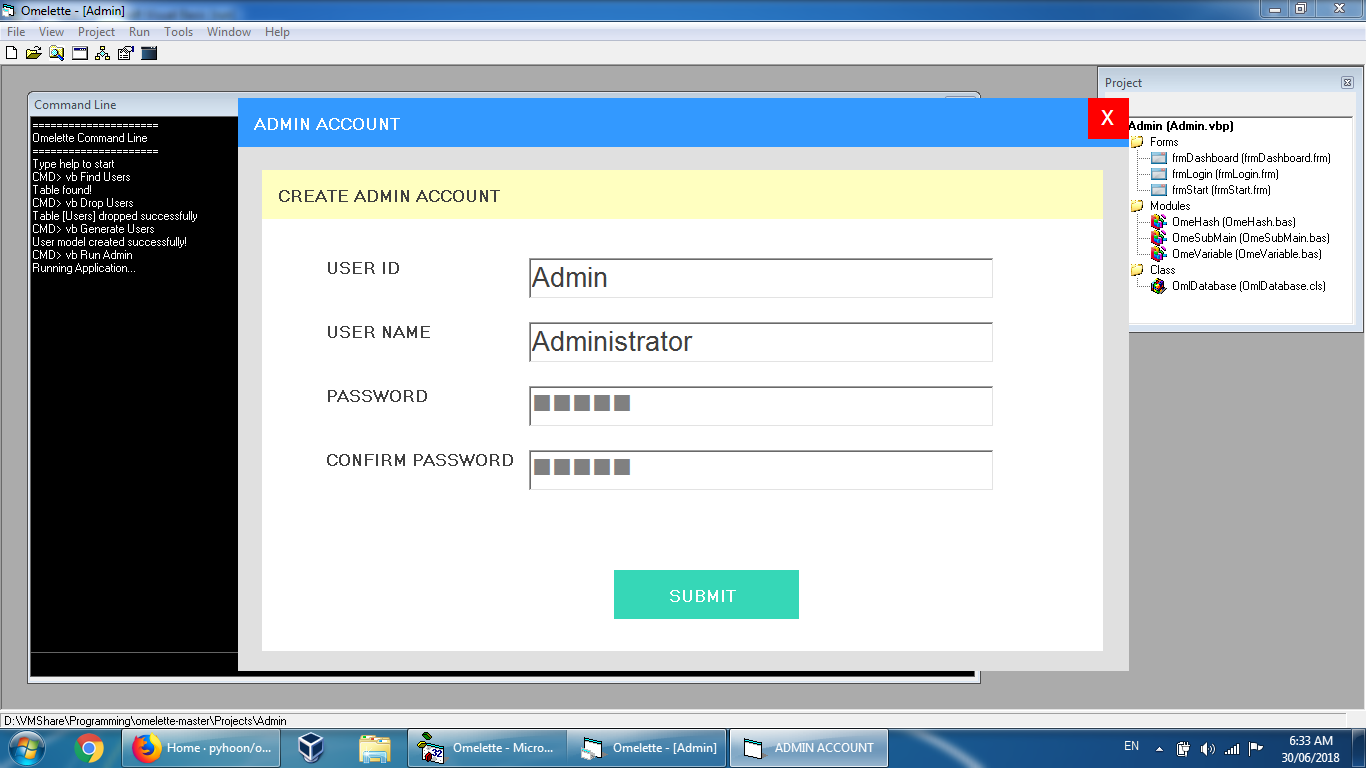 Omelette - [Admin]
File View Project Run Tools Window Help
Command Line
=====================
Omelette Command Line
=====================
Type help to start
CMD> vb Find Users
Table found!
CMD> vb Drop Users
Table [Users] dropped successfully
CMD> vb Generate Users
User model created successfully!
CMD> vb Run Admin
Running Application...
ADMIN ACCOUNT
X
CREATE ADMIN ACCOUNT
USER ID
Admin
USER NAME
Administrator
PASSWORD
CONFIRM PASSWORD
SUBMIT
Project
Admin (Admin.vbp)
Forms
frmDashboard (frmDashboard.frm)
frmLogin (frmLogin.frm)
frmStart (frmStart.frm)
Modules
OmeHash (OmeHash.bas)
OmeSubMain (OmeSubMain.bas)
OmeVariable (OmeVariable.bas)
Class
OmlDatabase (OmlDatabase.cls)
D:\VMShare\Programming\omelette-master\Projects\Admin
Home · pyhoon/o...
Omelette - Micro...
Omelette - [Admin]
ADMIN ACCOUNT
EN
6:33 AM
30/06/2018